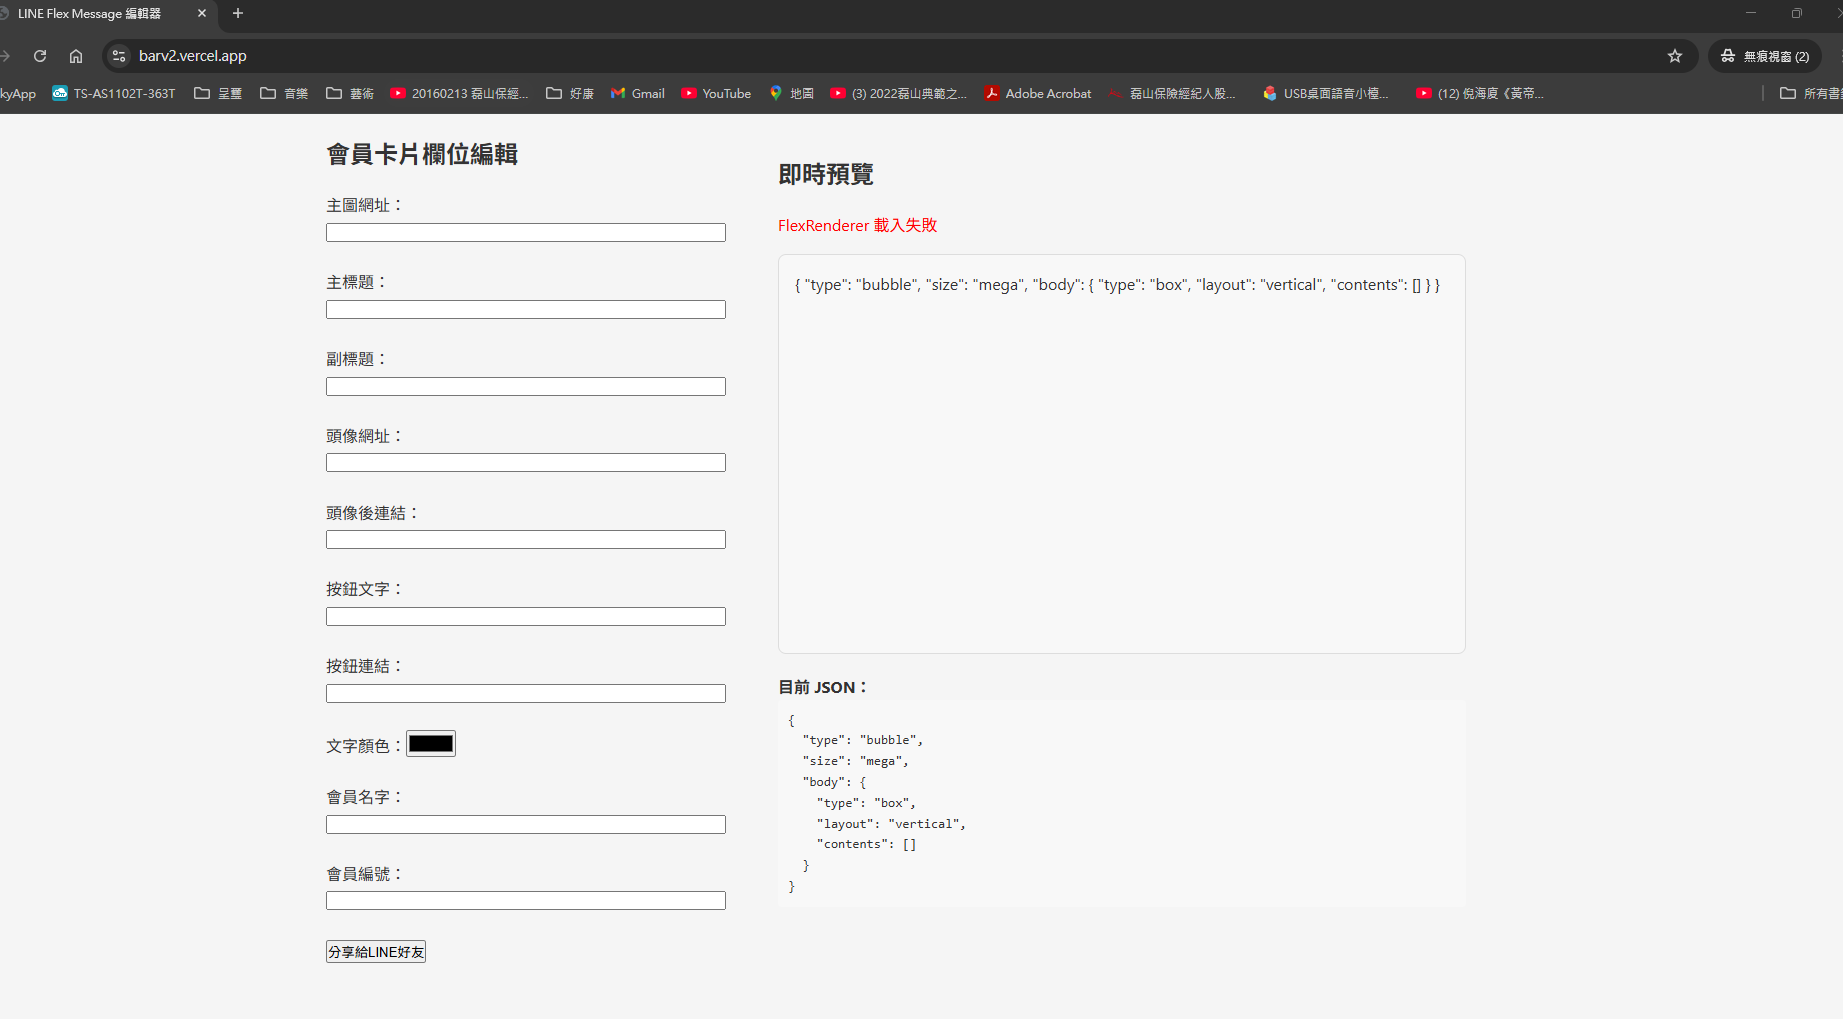 LINE Flex Message 編輯器
barv2.vercel.app
無痕視窗 (2)
kyApp
TS-AS1102T-363T
呈豐
音樂
藝術
20160213 磊山保經...
好康
Gmail
YouTube
地圖
(3) 2022磊山典範之...
Adobe Acrobat
磊山保險經紀人股...
USB桌面語音小檯...
(12) 倪海廈《黃帝...
所有書
會員卡片欄位編輯
主圖網址：
主標題：
副標題：
頭像網址：
頭像後連結：
按鈕文字：
按鈕連結：
文字顏色：
會員名字：
會員編號：
分享給LINE好友
即時預覽
FlexRenderer 載入失敗
{ "type": "bubble", "size": "mega", "body": { "type": "box", "layout": "vertical", "contents": [] } }
目前 JSON：
{
"type": "bubble",
"size": "mega",
"body": {
"type": "box",
"layout": "vertical",
"contents": []
}
}